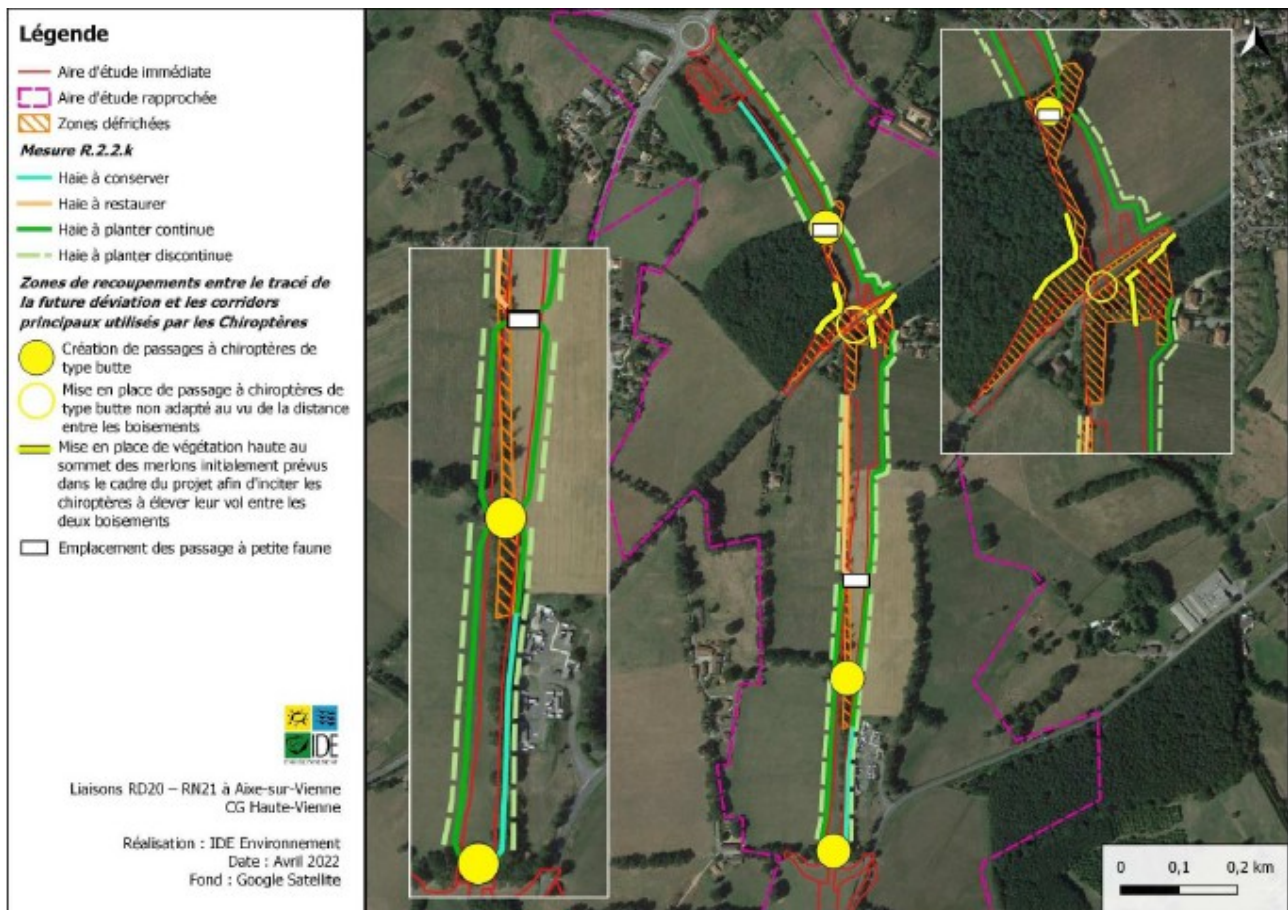 Légende
Aire d'étude immédiate
Aire d'étude rapprochée
Zones défrichées
Mesure R.2.2.k
Haie à conserver
Haie à restaurer
Haie à planter continue
Haie à planter discontinue
Zones de recoupements entre le tracé de
la future déviation et les corridors
principaux utilisés par les Chiroptères
Création de passages à chiroptères de
type butte
Mise en place de passage à chiroptères de
type butte non adapté au vu de la distance
entre les boisements
Mise en place de végétation haute au
sommet des merlons initialement prévus
dans le cadre du projet afin d'inciter les
chiroptères à élever leur vol entre les
deux boisements
Emplacement des passage à petite faune
IDE
Liaisons RD20 – RN21 à Aixe-sur-Vienne
CG Haute-Vienne
Réalisation : IDE Environnement
Date : Avril 2022
Fond : Google Satellite
0 0,1 0,2 km